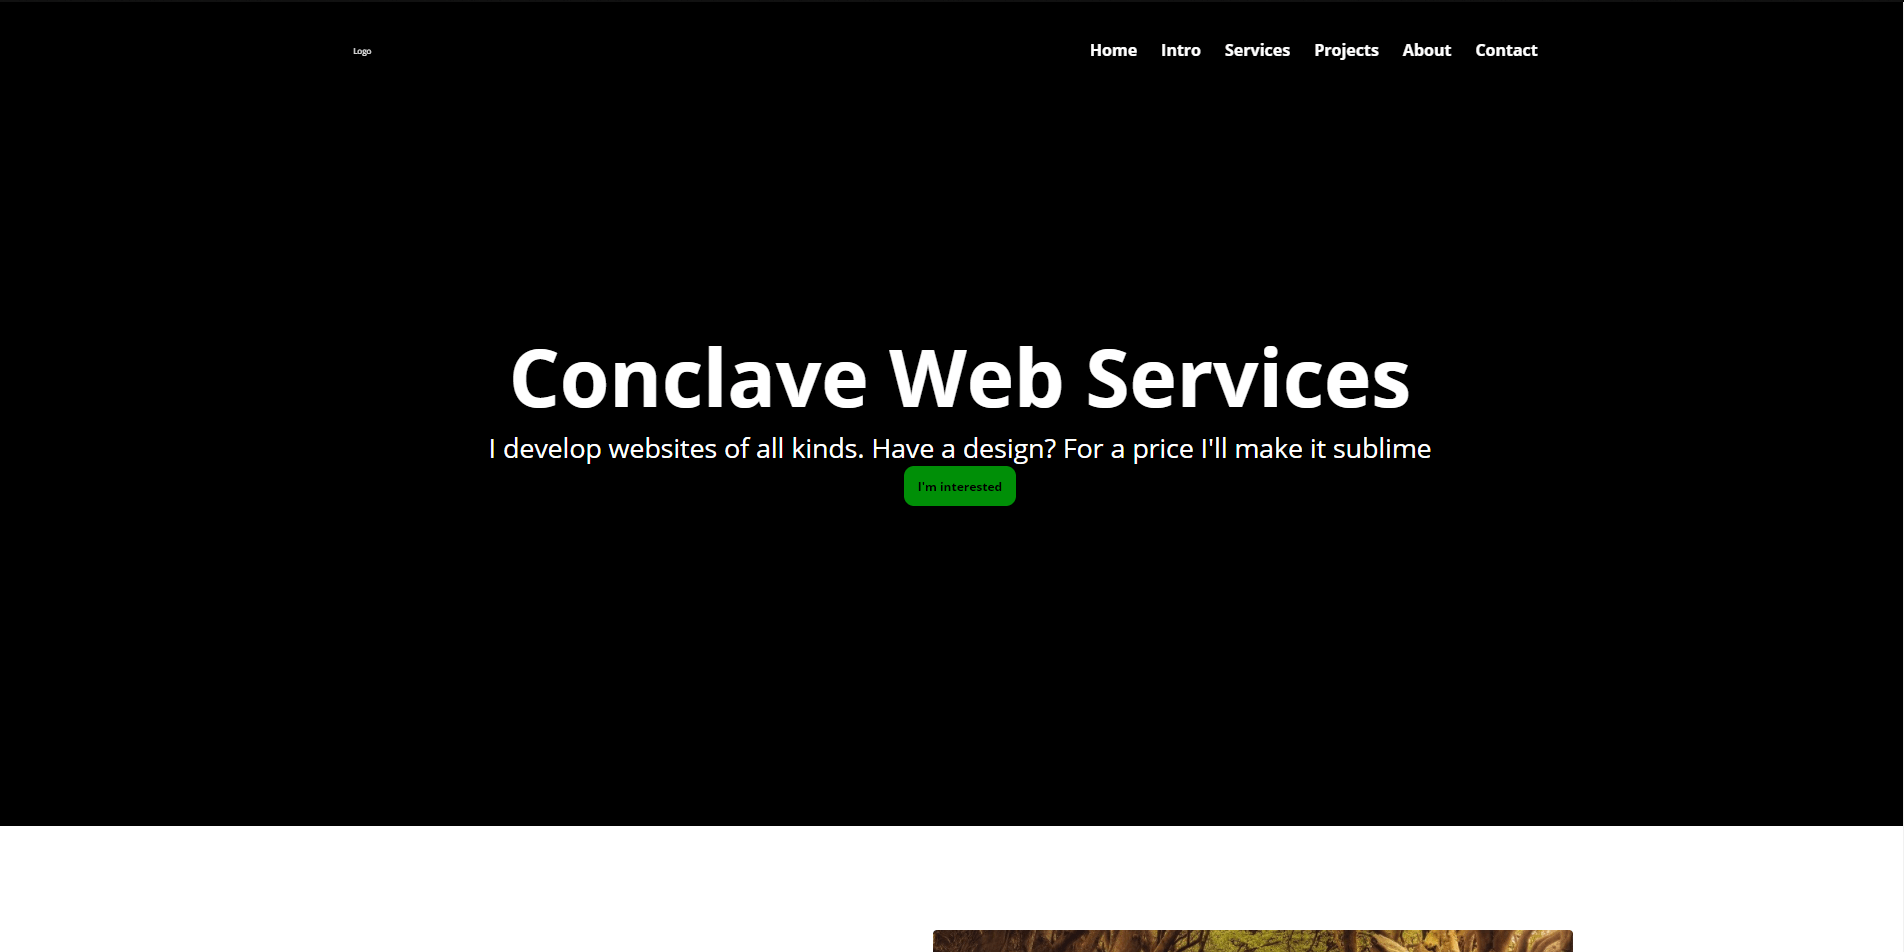 Logo
Home Intro Services Projects About Contact
Conclave Web Services
I develop websites of all kinds. Have a design? For a price I'll make it sublime
I'm interested